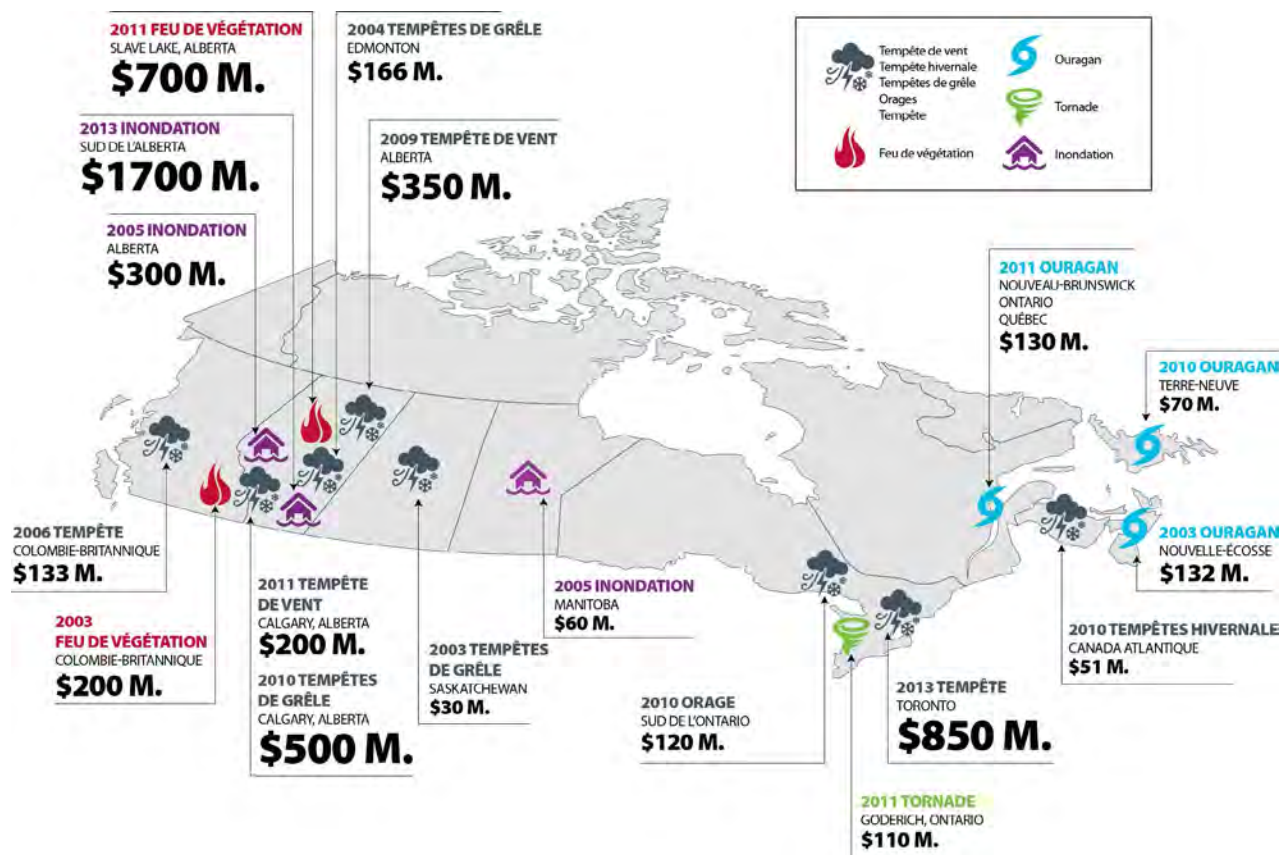 2011 FEU DE VÉGÉTATION
SLAVE LAKE, ALBERTA
$700 M.
2004 TEMPÊTES DE GRÊLE
EDMONTON
$166 M.
2013 INONDATION
SUD DE L'ALBERTA
$1700 M.
2009 TEMPÊTE DE VENT
ALBERTA
$350 M.
2005 INONDATION
ALBERTA
$300 M.
Tempête de vent
Tempête hivernale
Tempêtes de grêle
Orages
Tempête
Feu de végétation
Ouragan
Tornade
Inondation
2011 OURAGAN
NOUVEAU-BRUNSWICK
ONTARIO
QUÉBEC
$130 M.
2010 OURAGAN
TERRE-NEUVE
$70 M.
2006 TEMPÊTE
COLOMBIE-BRITANNIQUE
$133 M.
2003
FEU DE VÉGÉTATION
COLOMBIE-BRITANNIQUE
$200 M.
2011 TEMPÊTE
DE VENT
CALGARY, ALBERTA
$200 M.
2010 TEMPÊTES
DE GRÊLE
CALGARY, ALBERTA
$500 M.
2003 TEMPÊTES
DE GRÊLE
SASKATCHEWAN
$30 M.
2005 INONDATION
MANITOBA
$60 M.
2010 ORAGE
SUD DE L'ONTARIO
$120 M.
2013 TEMPÊTE
TORONTO
$850 M.
2011 TORNADE
GODERICH, ONTARIO
$110 M.
2003 OURAGAN
NOUVELLE-ÉCOSSE
$132 M.
2010 TEMPÊTES HIVERNALE
CANADA ATLANTIQUE
$51 M.